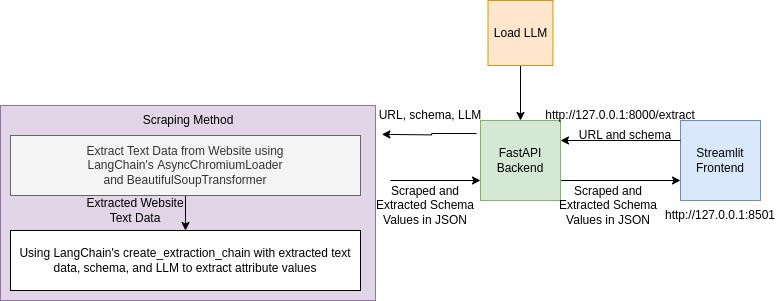 Load LLM
Scraping Method
Extract Text Data from Website using
LangChain's AsyncChromiumLoader
and BeautifulSoupTransformer
Extracted Website
Text Data
Using LangChain's create_extraction_chain with extracted text
data, schema, and LLM to extract attribute values
URL, schema, LLM
Scraped and
Extracted Schema
Values in JSON
FastAPI
Backend
http://127.0.0.1:8000/extract
URL and schema
Scraped and
Extracted Schema
Values in JSON
Streamlit
Frontend
http://127.0.0.1:8501